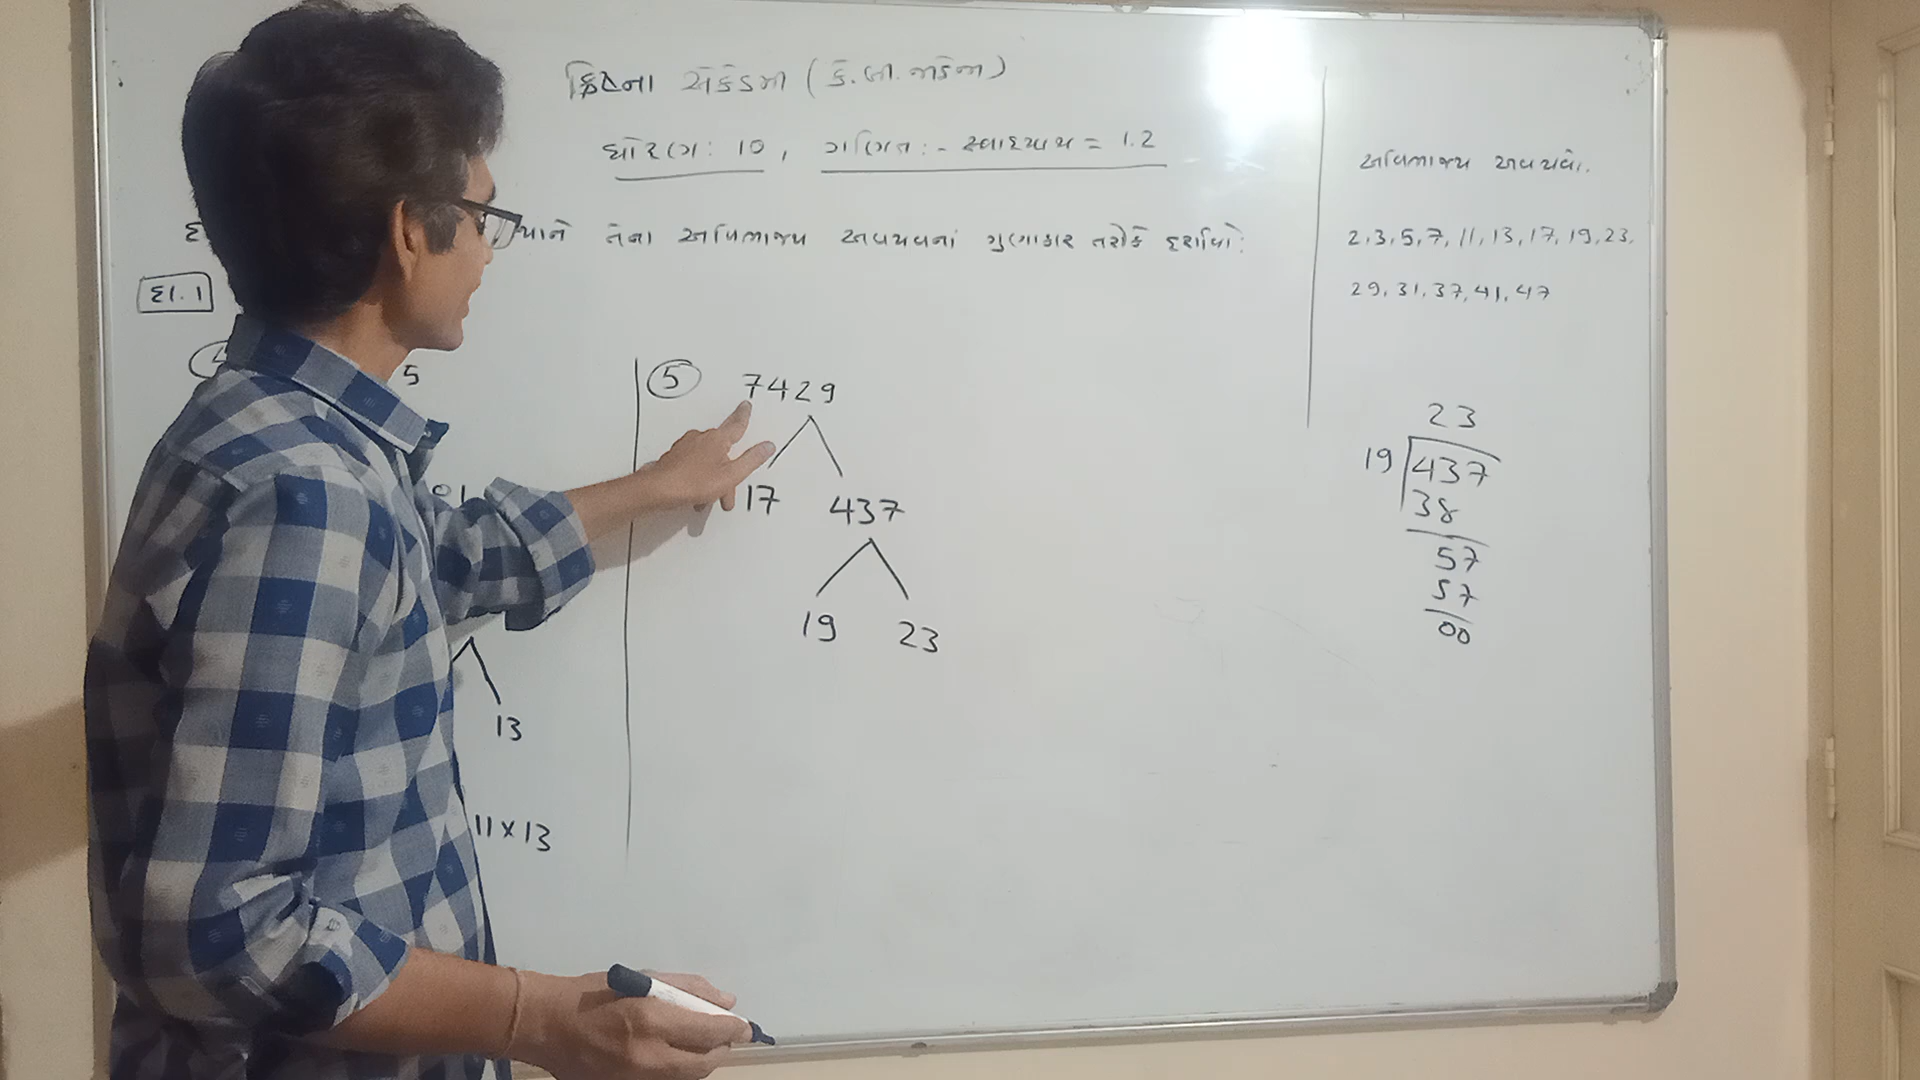 ક્રિષ્ના એકેડમી (કે.બી.જાડેજા)
ધોરણ: 10, ગણિત:- સ્વાધ્યાય = 1.2
તેના અવિભાજ્ય અવયવનાં ગુણાકાર તરીકે દર્શાવો:
દા.1
5
13
11×13
5 7429
17 437
19 23
અવિભાજ્ય અવયવો.
2,3,5,7,11,13,17,19,23.
29,31,37,41,47
23
19 437
38
57
57
00